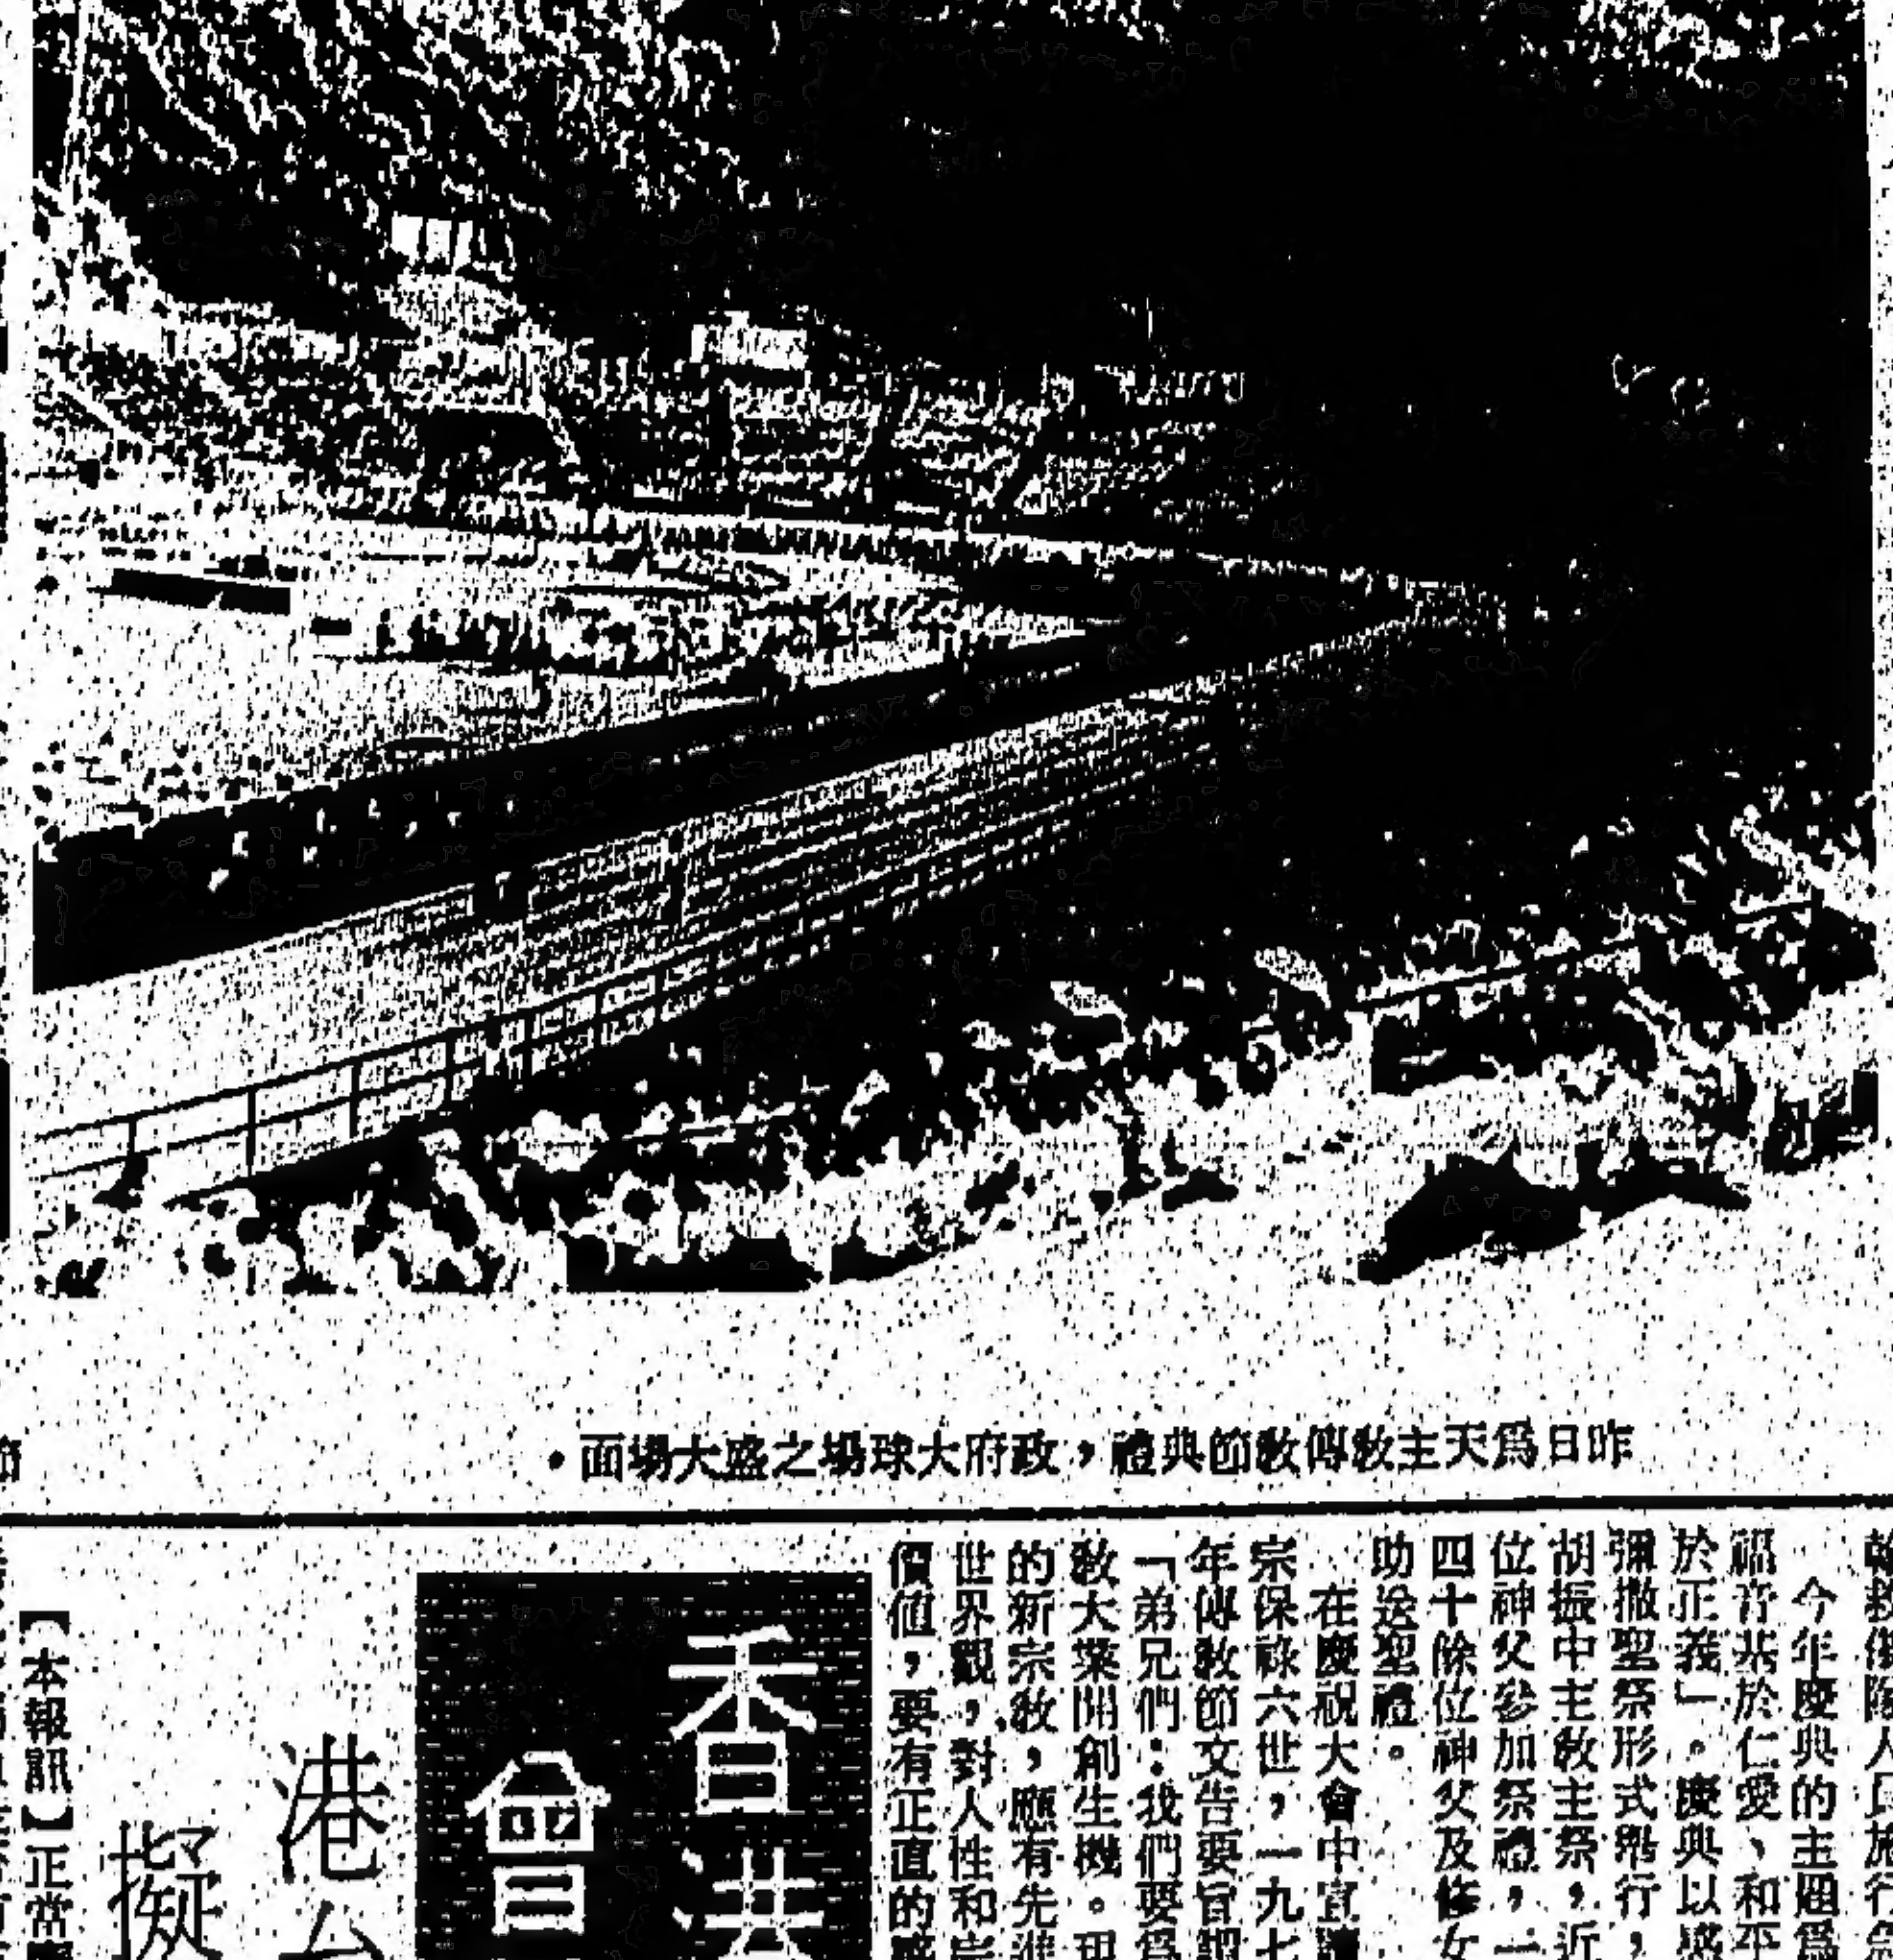 昨日為天主教傳教節典禮,政府大球場之盛大場面.
今年慶典的主題為
福音基於仁愛、和平
於正義」。慶典以感
彌撒聖祭形式舉行,
胡振中主教主祭,近
位神父參加祭禮,一
四十餘位神父及修女
助送聖禮。
在慶祝大會中宣讀
宗保祿六世,一九七
年傳教節文告要旨
「弟兄們:我們要為
教大業開創生機。
的新宗教,應有先進
世界觀,對人性和宗
價值,要有正直的
香港
會
港台
擬
【本報訊】正常